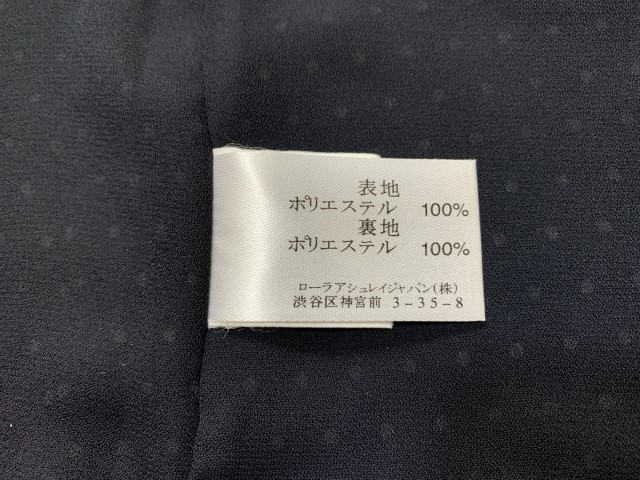 表地
ポリエステル 100%
裏地
ポリエステル 100%
ローラアシュレイジャパン(株)
渋谷区神宮前 3-35-8